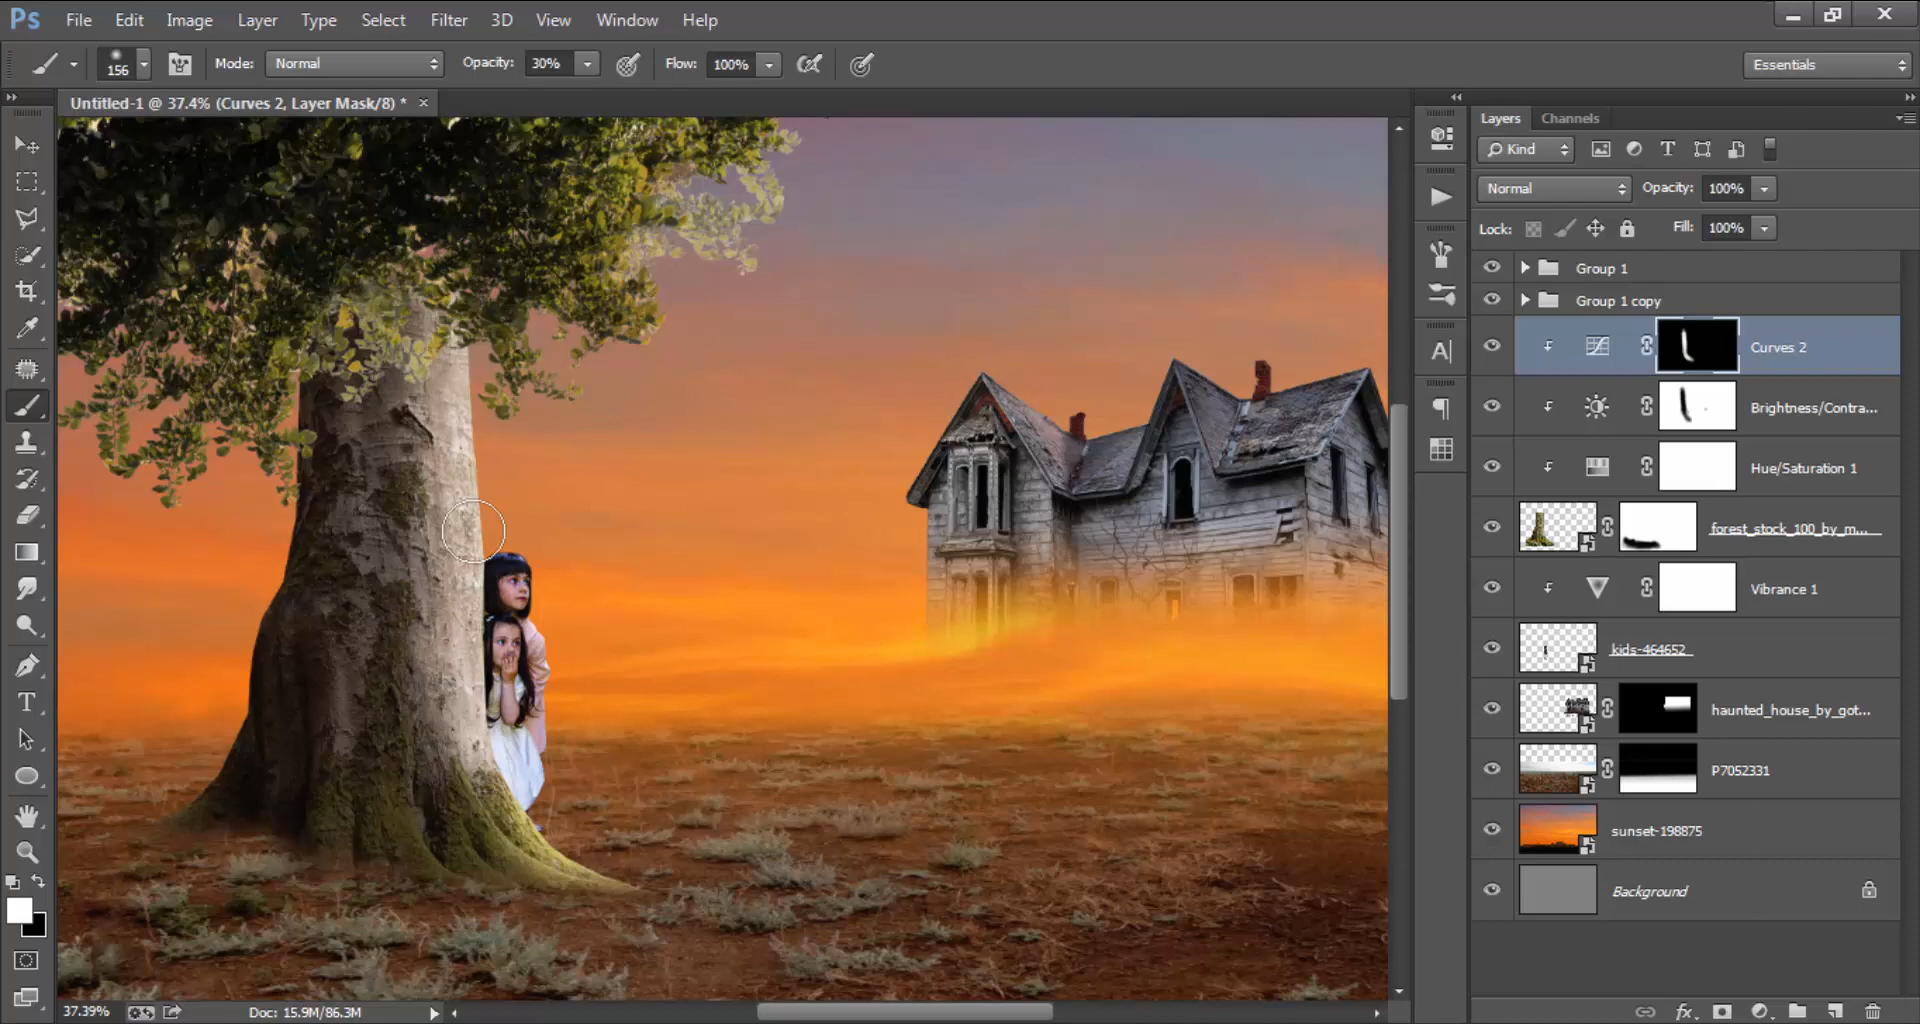 Ps File Edit Image Layer Type Select Filter 3D View Window Help
156 Mode: Normal Opacity: 30% Flow: 100% Essentials
Untitled-1 @ 37.4% (Curves 2, Layer Mask/8) * ×
Layers Channels
Kind
Normal Opacity: 100%
Lock: Fill: 100%
Group 1
Group 1 copy
Curves 2
Brightness/Contra...
Hue/Saturation 1
forest_stock_100_by_m...
Vibrance 1
kids-464652
haunted_house_by_got...
P7052331
sunset-198875
Background
37.39% Doc: 15.9M/86.3M